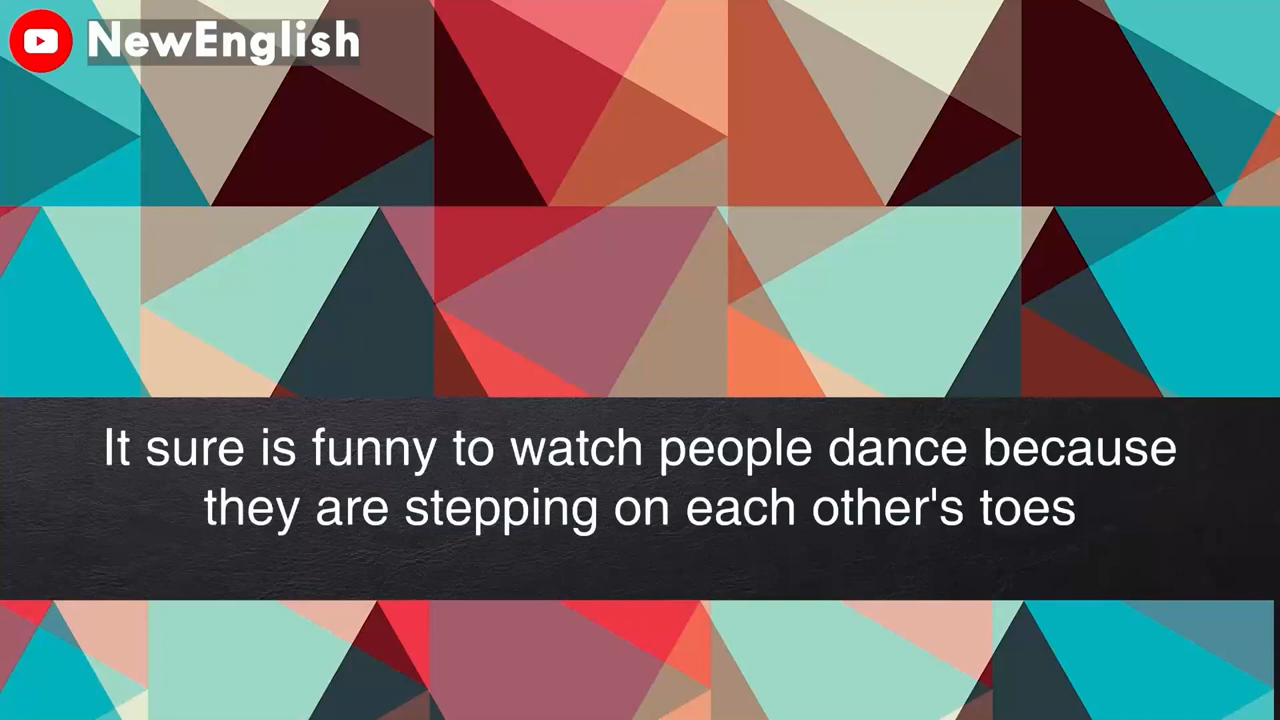 NewEnglish
It sure is funny to watch people dance because
they are stepping on each other's toes